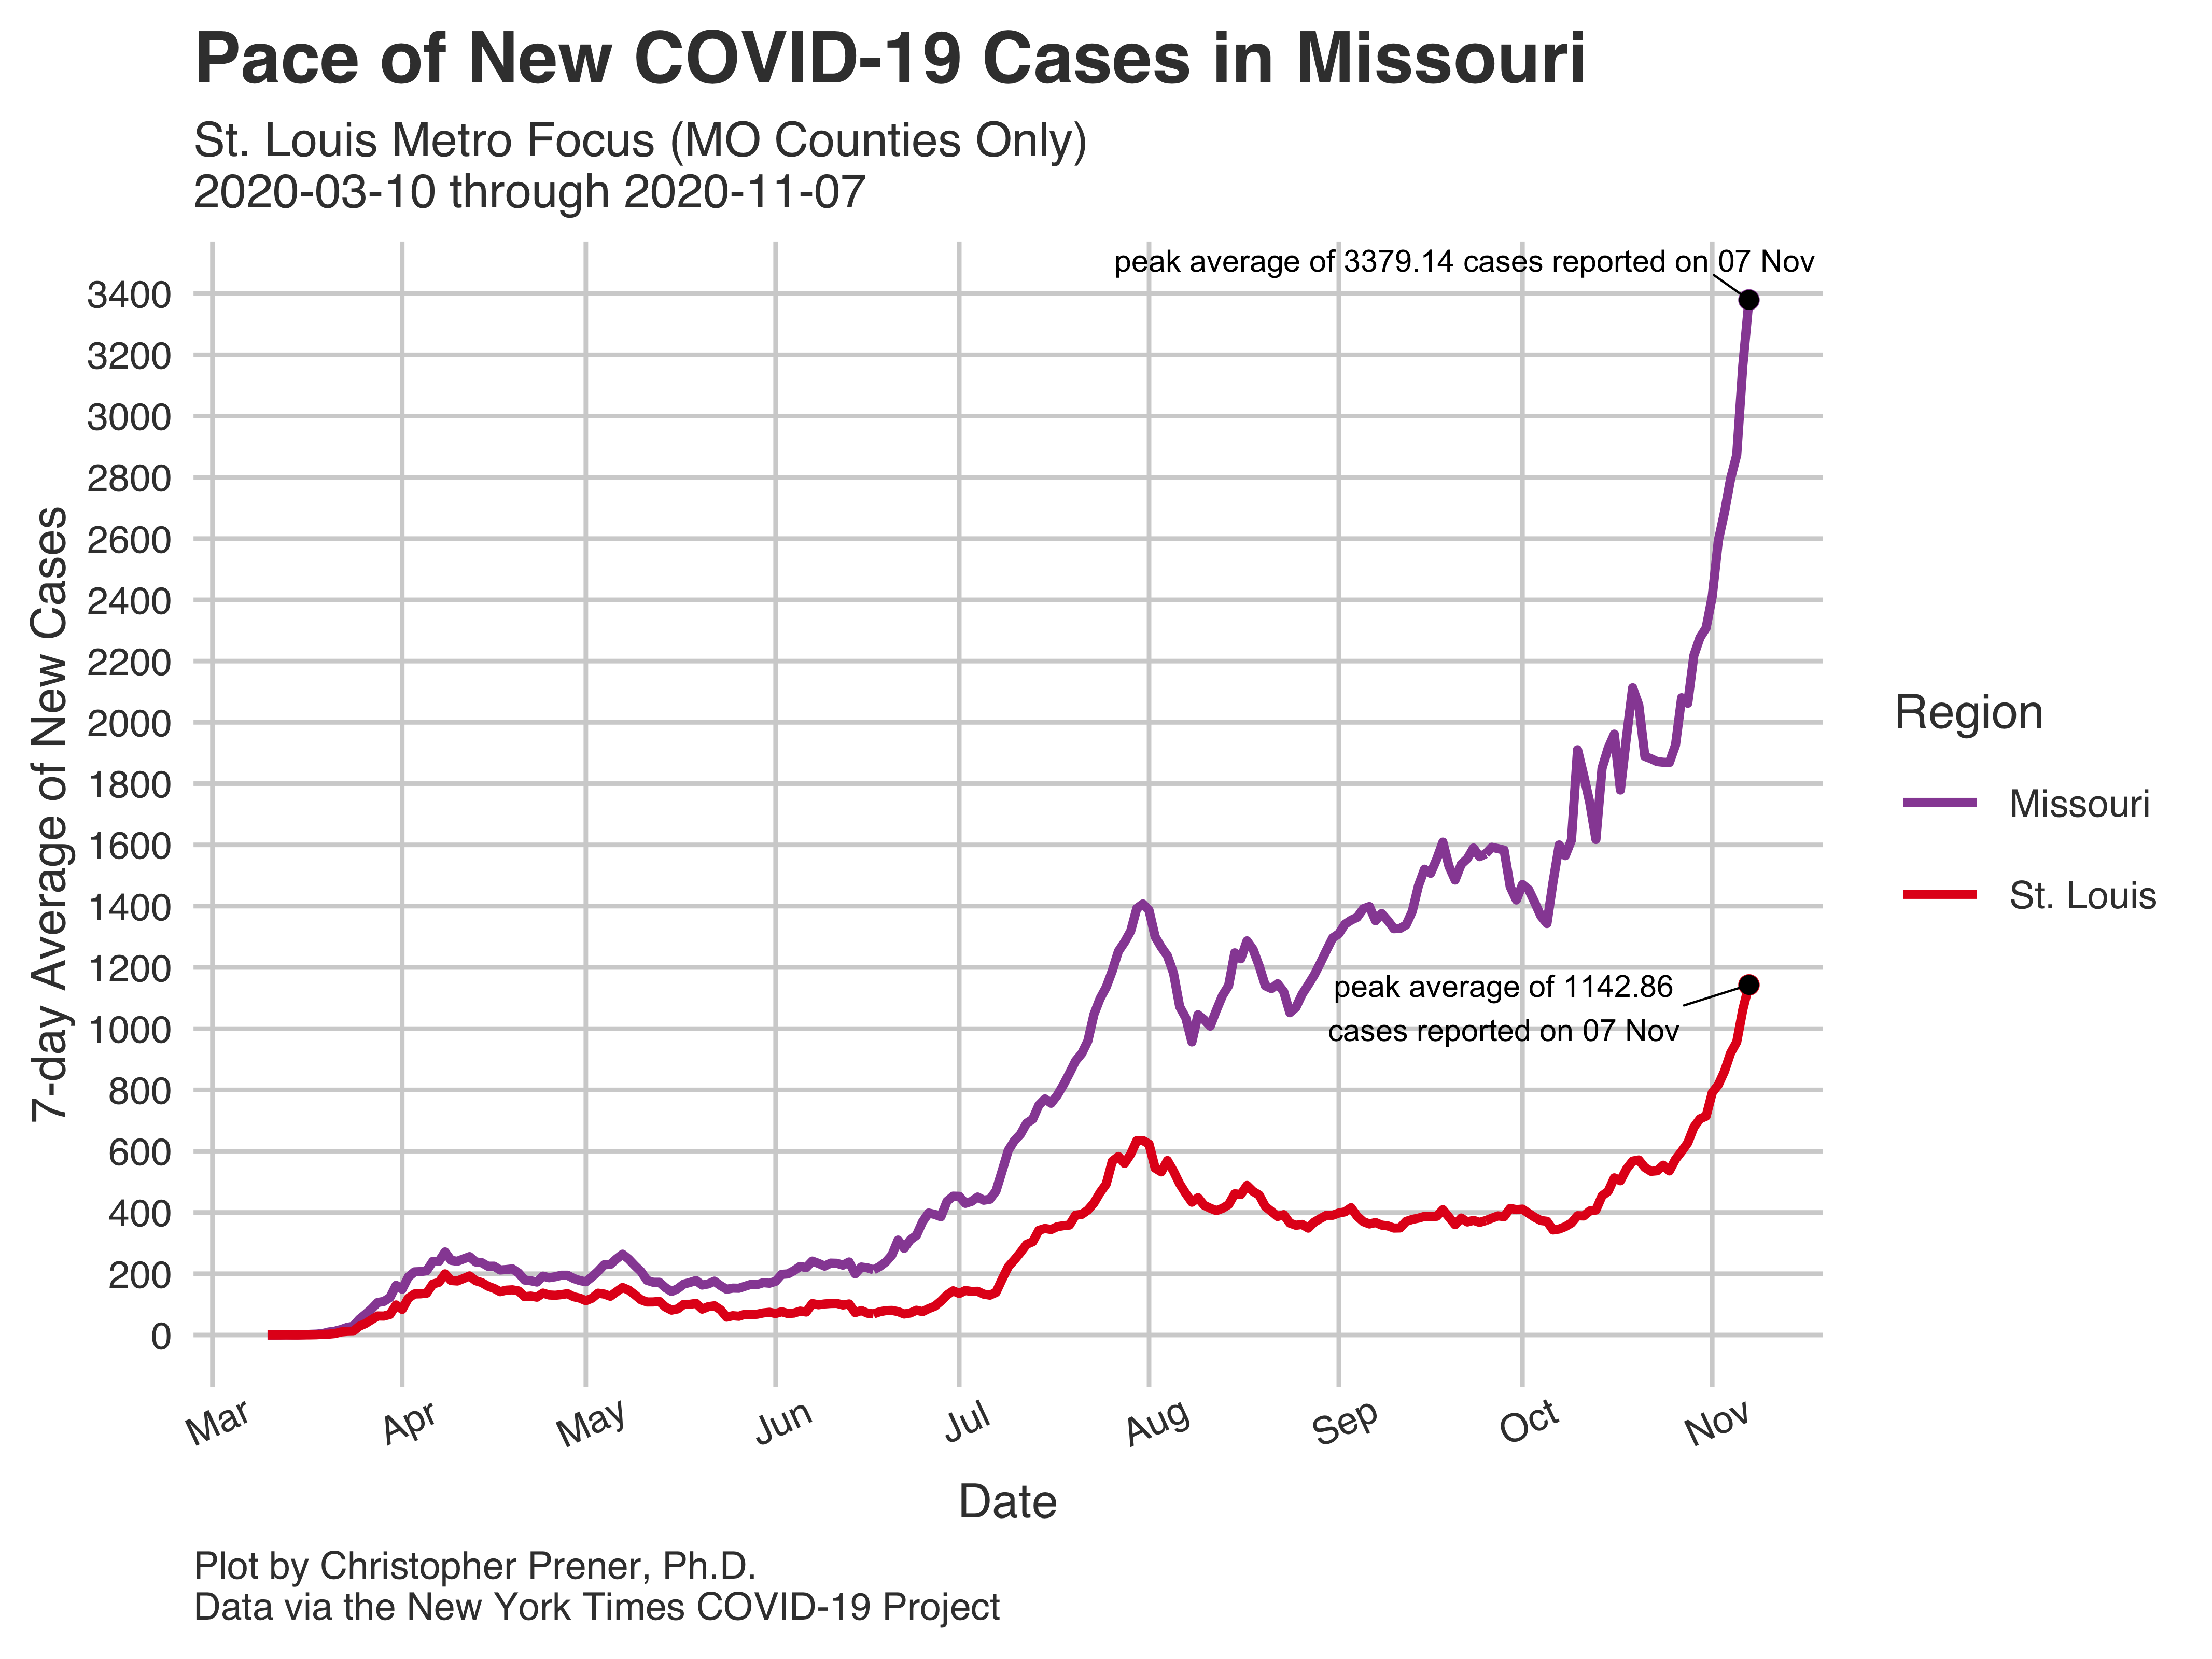 Pace of New COVID-19 Cases in Missouri
St. Louis Metro Focus (MO Counties Only)
2020-03-10 through 2020-11-07
peak average of 3379.14 cases reported on 07 Nov
3400
3200
3000
2800
2600
2400
2200
2000
1800
1600
1400
1200
1000
800
600
400
200
0
7-day Average of New Cases
peak average of 1142.86
cases reported on 07 Nov
Region
Missouri
St. Louis
Mar Apr May Jun Jul Aug Sep Oct Nov
Date
Plot by Christopher Prener, Ph.D.
Data via the New York Times COVID-19 Project